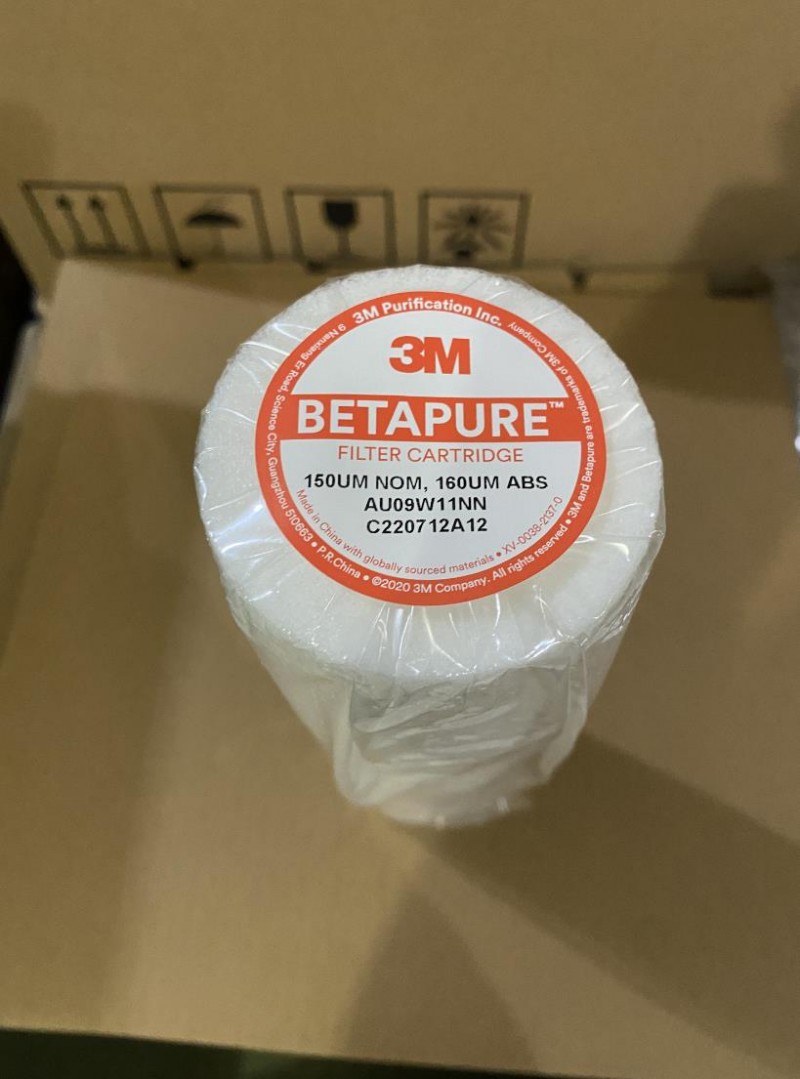 3M Purification Inc.
3M
BETAPURE™
FILTER CARTRIDGE
150UM NOM, 160UM ABS
AU09W11NN
C220712A12
Made in China with globally sourced materials • XV-0038-2137-0
9 Nanxiang Er Road, Science City, Guangzhou 510663 • P.R.China • ©2020 3M Company. All rights reserved • 3M and Betapure are trademarks of 3M Company